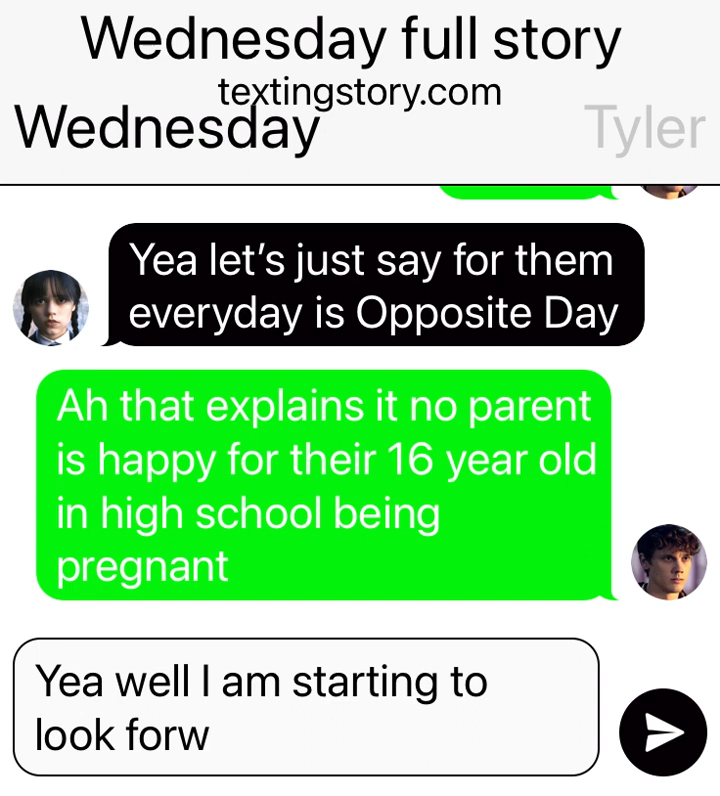 Wednesday full story
textingstory.com
Wednesday
Tyler
Yea let’s just say for them
everyday is Opposite Day
Ah that explains it no parent
is happy for their 16 year old
in high school being
pregnant
Yea well I am starting to
look forw